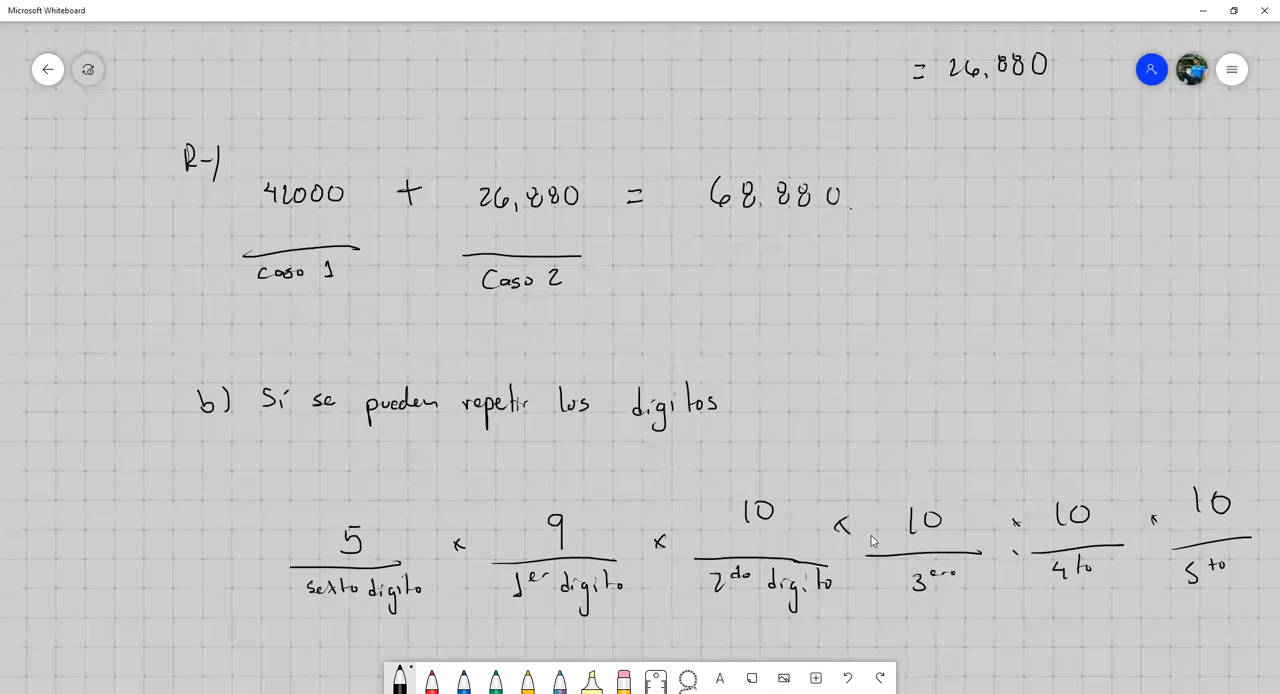 Microsoft Whiteboard
= 26,880
R-/
42000 + 26,880 = 68.880.
Caso 1 Caso 2
b) Si se pueden repetir los digitos
5 × 9 × 10 × 10 × 10 × 10
sexto digito 1er digito 2do digito 3ero 4to 5to
A